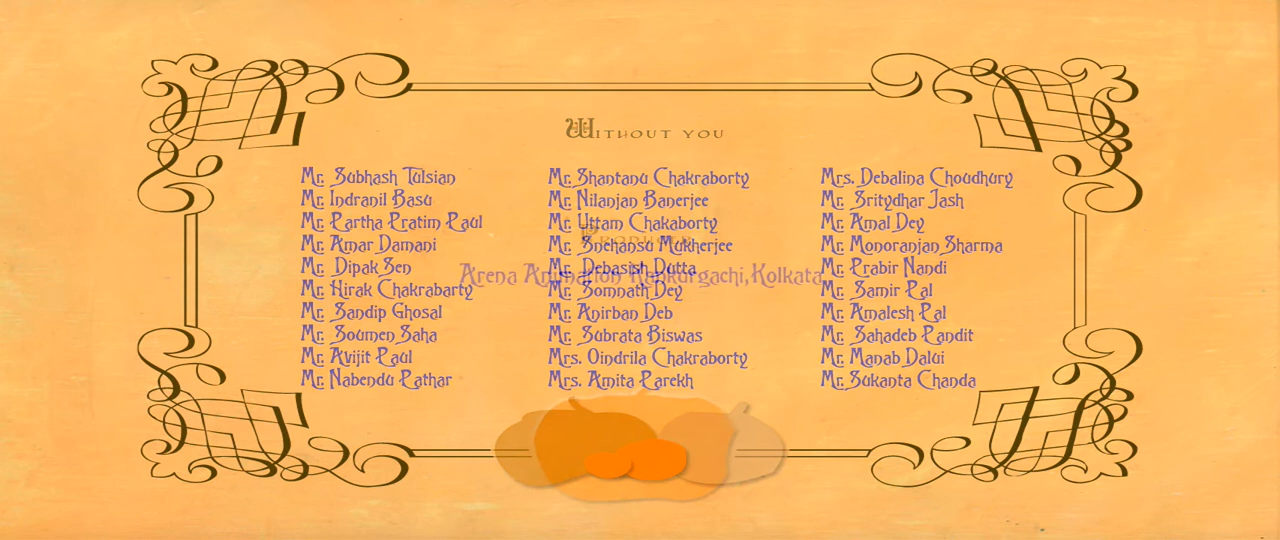 Without you
Mr. Subhash Tulsian
Mr. Indranil Basu
Mr. Partha Pratim Paul
Mr. Amar Damani
Mr. Dipak Sen
Mr. Hirak Chakrabarty
Mr. Sandip Ghosal
Mr. Soumen Saha
Mr. Avijit Paul
Mr. Nabendu Pathar
Mr. Shantanu Chakraborty
Mr. Nilanjan Banerjee
Mr. Uttam Chakaborty
Mr. Snehansu Mukherjee
Mr. Debasish Dutta
Mr. Somnath Dey
Mr. Anirban Deb
Mr. Subrata Biswas
Mrs. Oindrila Chakraborty
Mrs. Amita Parekh
Mrs. Debalina Choudhury
Mr. Sritydhar Jash
Mr. Amal Dey
Mr. Monoranjan Sharma
Mr. Prabir Nandi
Mr. Samir Pal
Mr. Amalesh Pal
Mr. Sahadeb Pandit
Mr. Manab Dalui
Mr. Sukanta Chanda
Arena Animation Kankurgachi,Kolkata